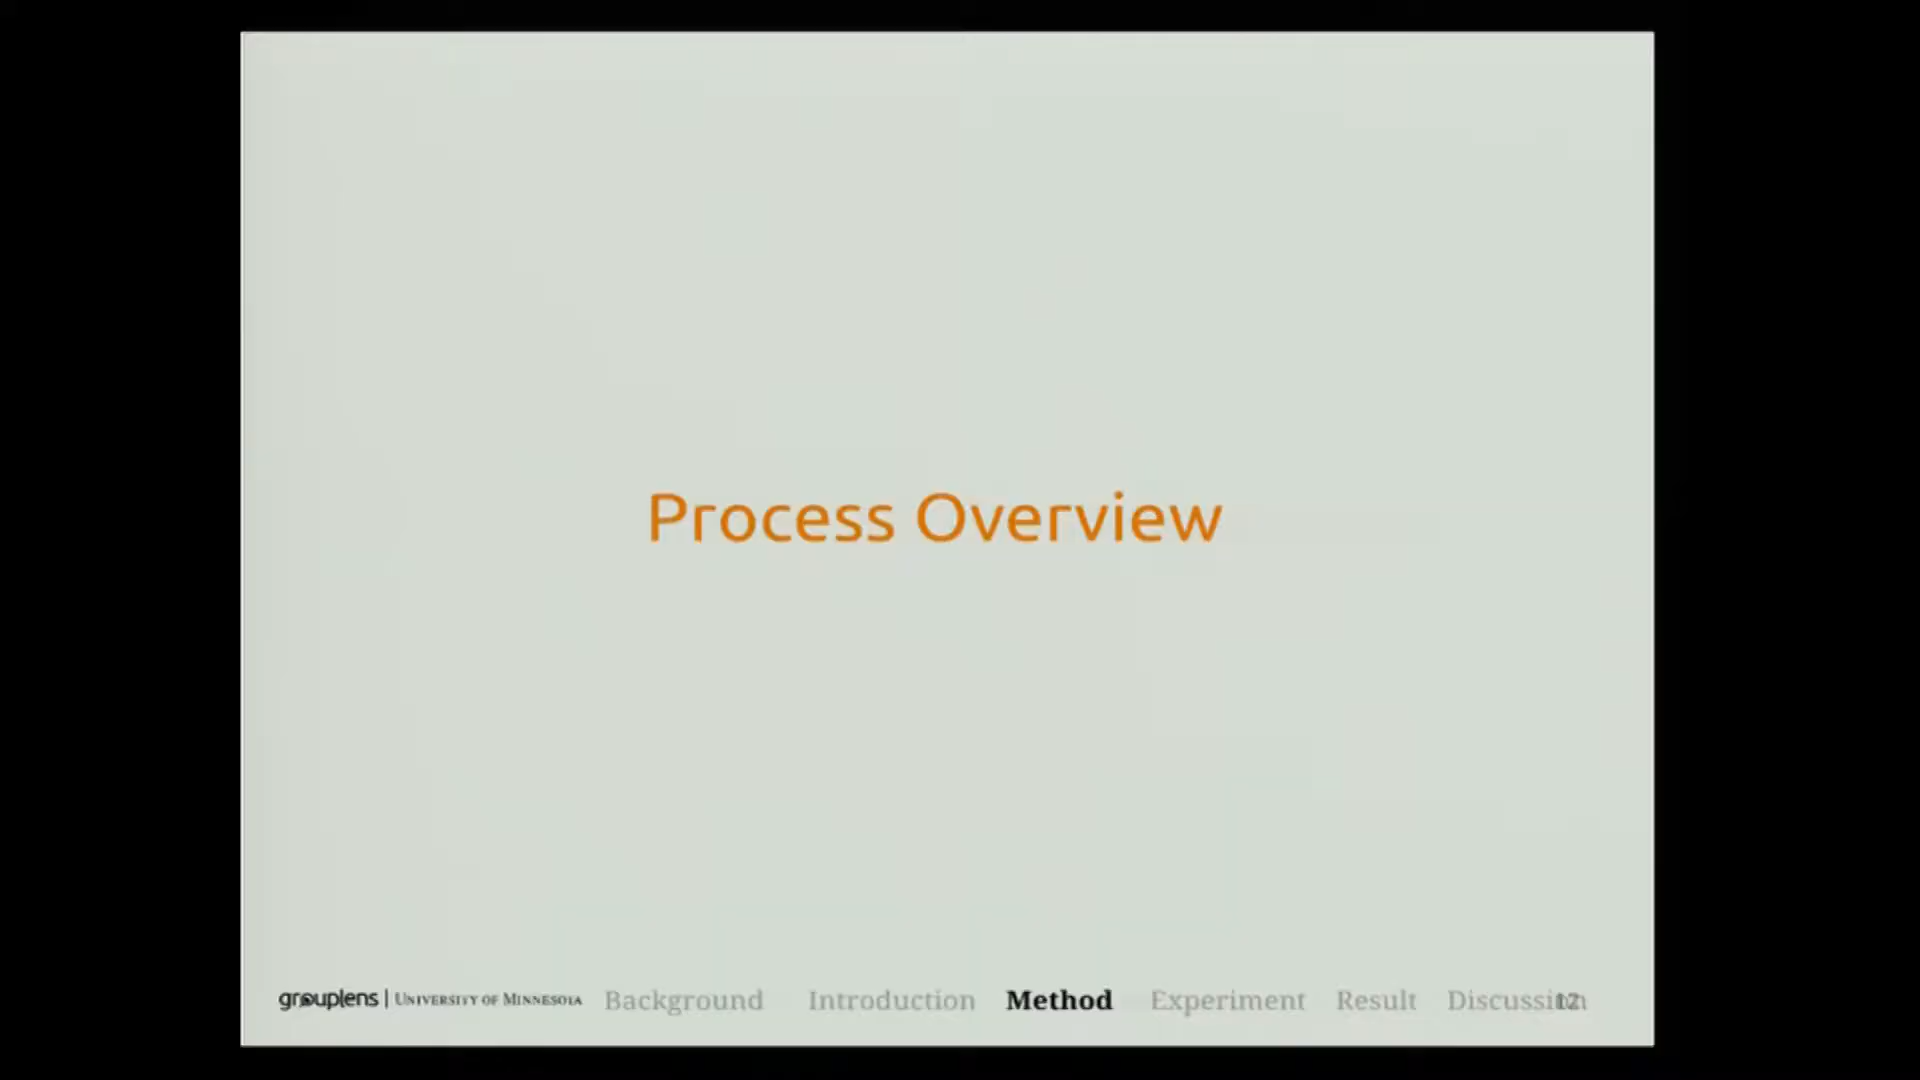 Process Overview
grouplens | UNIVERSITY OF MINNESOTA Background Introduction Method Experiment Result Discussion 12